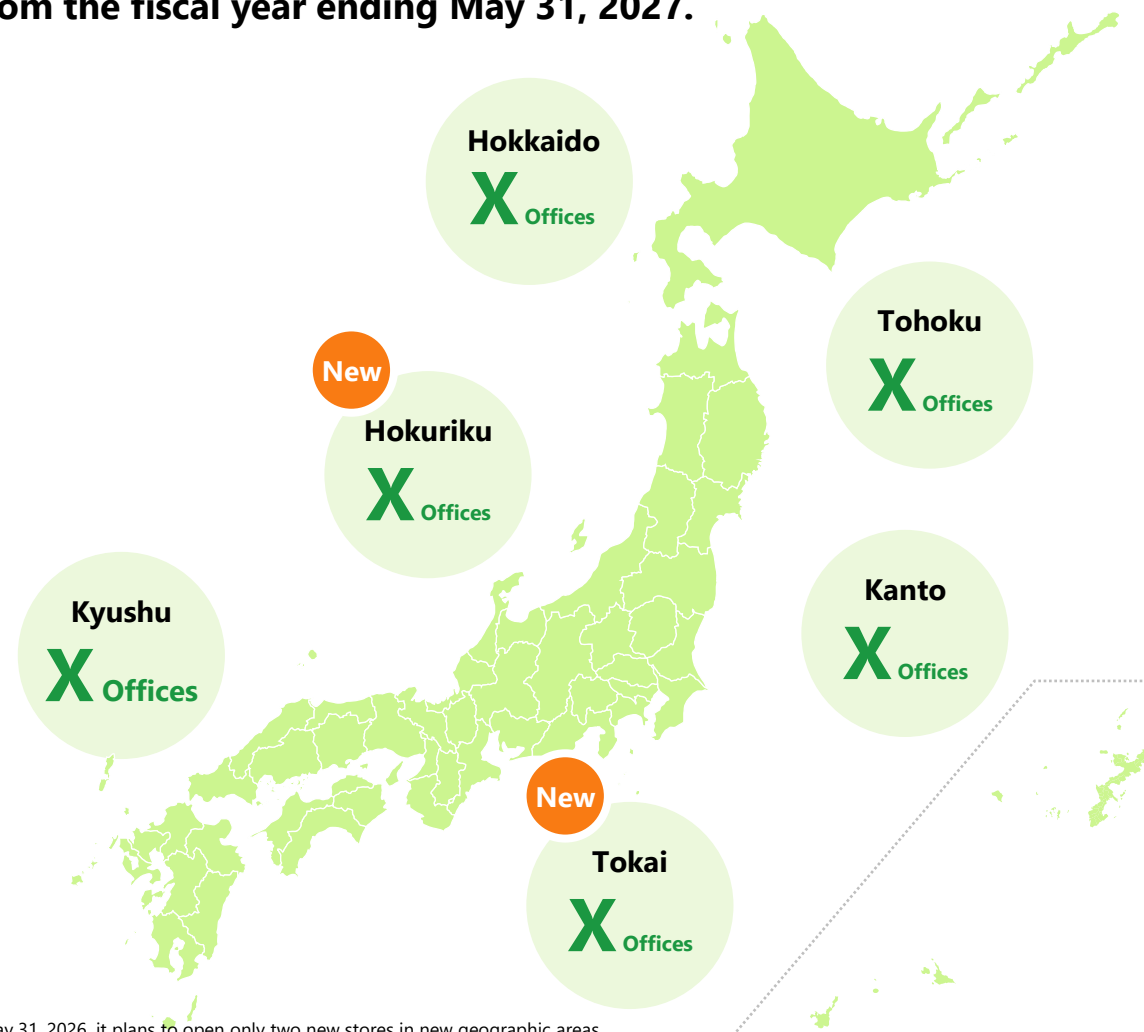 om the fiscal year ending May 31, 2027.
Hokkaido
X Offices
Tohoku
X Offices
New
Hokuriku
X Offices
Kanto
X Offices
Kyushu
X Offices
New
Tokai
X Offices
ay 31, 2026, it plans to open only two new stores in new geographic areas